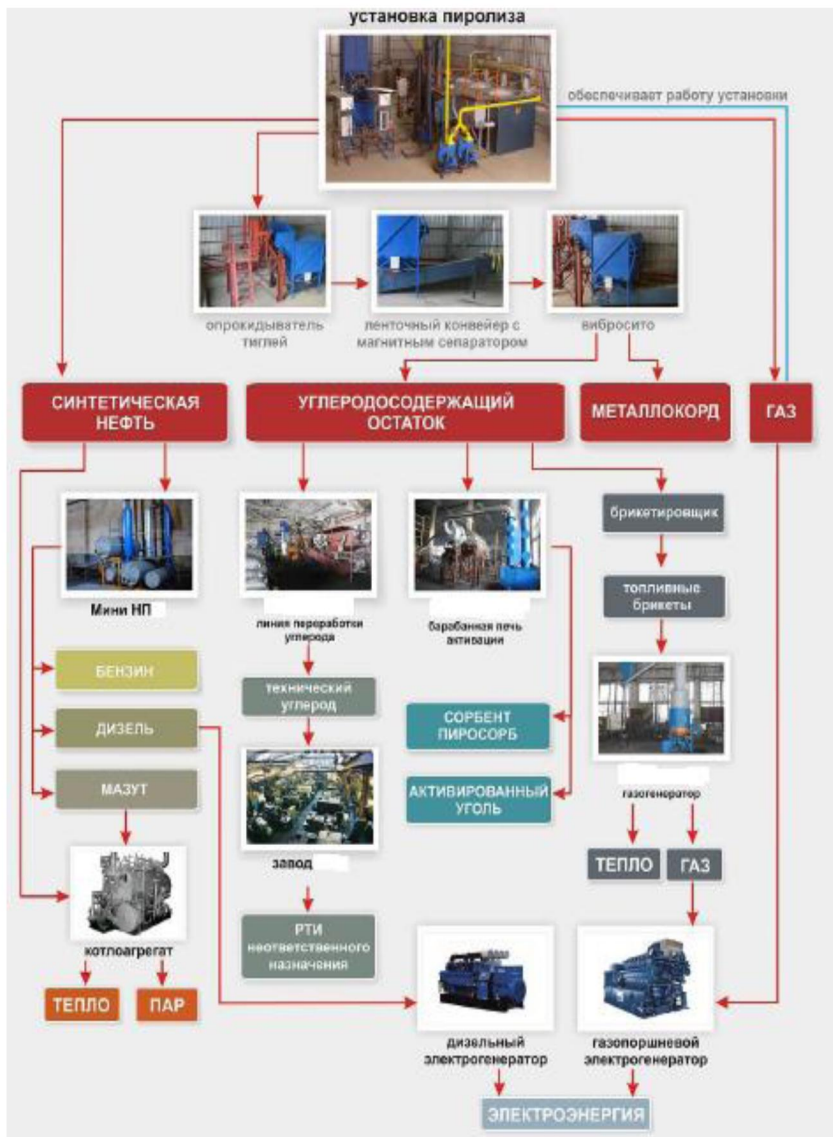 установка пиролиза
обеспечивает работу установки
опрокидыватель
тиглей
ленточный конвейер с
магнитным сепаратором
вибросито
СИНТЕТИЧЕСКАЯ
НЕФТЬ
УГЛЕРОДОСОДЕРЖАЩИЙ
ОСТАТОК
МЕТАЛЛОКОРД
ГАЗ
Мини НП
линия переработки
углерода
барабанная печь
активации
брикетировщик
топливные
брикеты
БЕНЗИН
технический
углерод
ДИЗЕЛЬ
СОРБЕНТ
ПИРОСОРБ
МАЗУТ
АКТИВИРОВАННЫЙ
УГОЛЬ
газогенератор
завод
ТЕПЛО
ГАЗ
котлоагрегат
РТИ
неответственного
назначения
ТЕПЛО
ПАР
дизельный
электрогенератор
газопоршневой
электрогенератор
ЭЛЕКТРОЭНЕРГИЯ